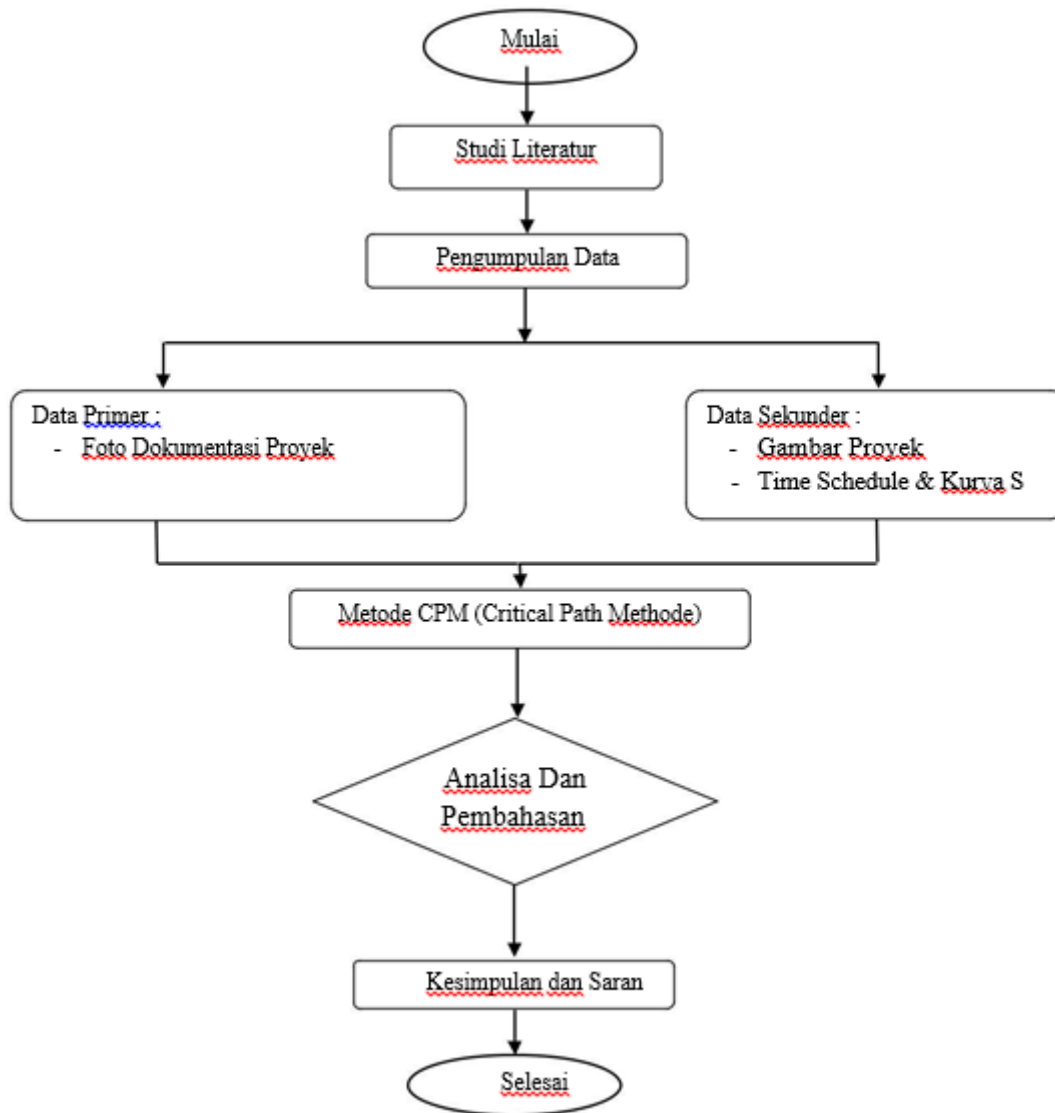 Mulai
Studi Literatur
Pengumpulan Data
Data Primer :
- Foto Dokumentasi Proyek
Data Sekunder :
- Gambar Proyek
- Time Schedule & Kurva S
Metode CPM (Critical Path Methode)
Analisa Dan
Pembahasan
Kesimpulan dan Saran
Selesai